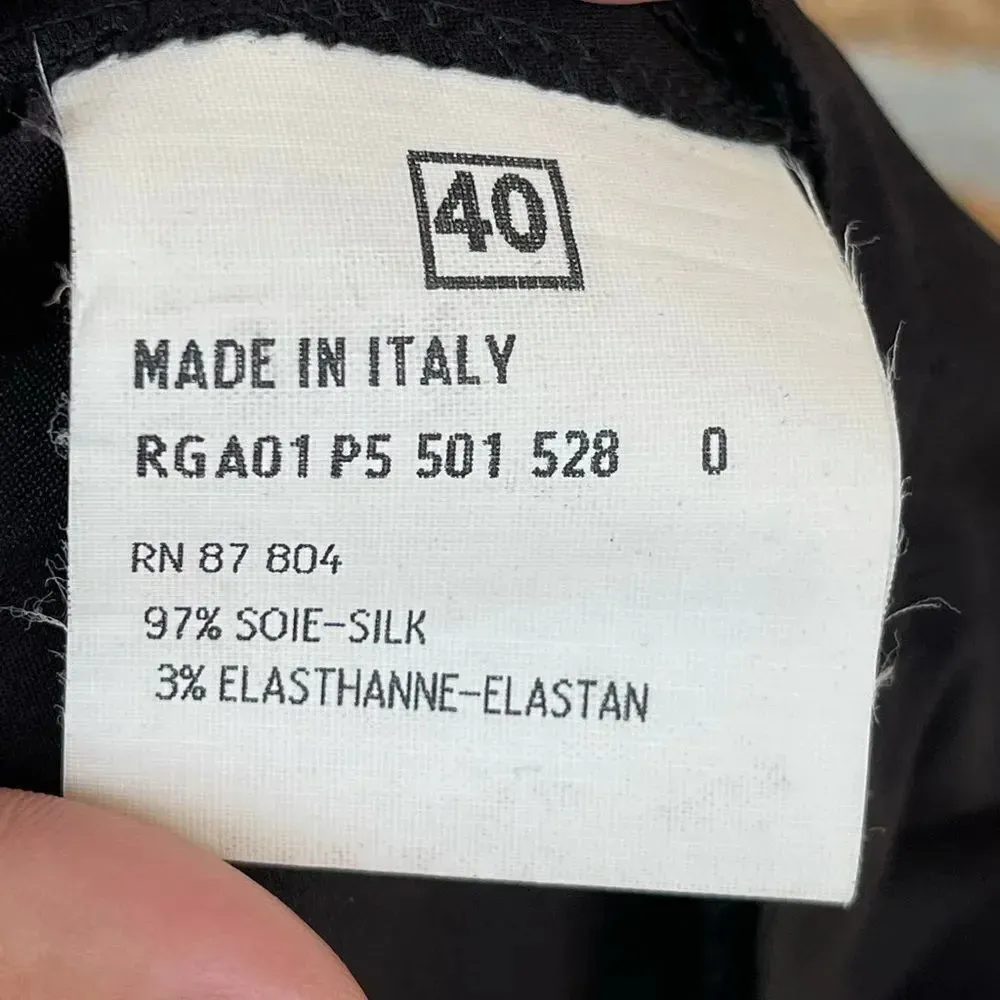 40
MADE IN ITALY
RGA01 P5 501 528 0
RN 87 804
97% SOIE-SILK
3% ELASTHANNE-ELASTAN